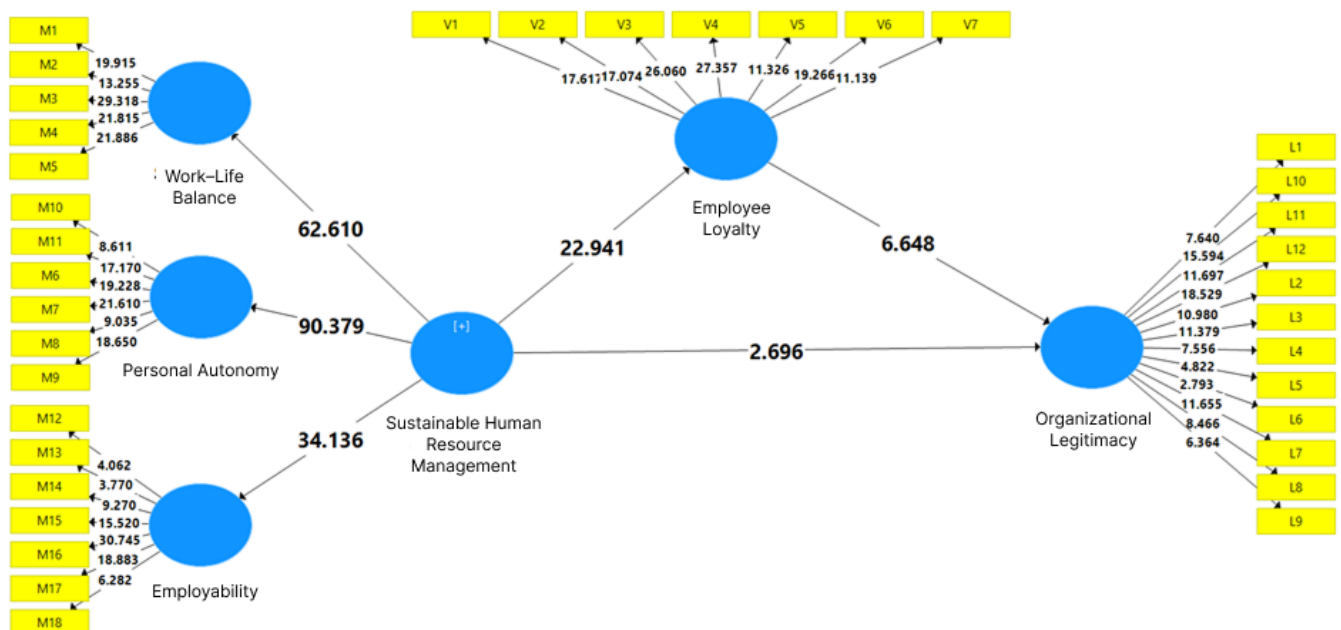 M1
M2
M3
M4
M5
19.915
13.255
29.318
21.815
21.886
Work–Life
Balance
M10
M11
M6
M7
M8
M9
8.611
17.170
19.228
21.610
9.035
18.650
Personal Autonomy
M12
M13
M14
M15
M16
M17
M18
4.062
3.770
9.270
15.520
30.745
18.883
6.282
Employability
62.610
90.379
34.136
[+]
Sustainable Human
Resource
Management
22.941
2.696
V1 V2 V3 V4 V5 V6 V7
17.617 17.074 26.060 27.357 11.326 19.266 11.139
Employee
Loyalty
6.648
Organizational
Legitimacy
7.640
15.594
11.697
18.529
10.980
11.379
7.556
4.822
2.793
11.655
8.466
6.364
L1
L10
L11
L12
L2
L3
L4
L5
L6
L7
L8
L9